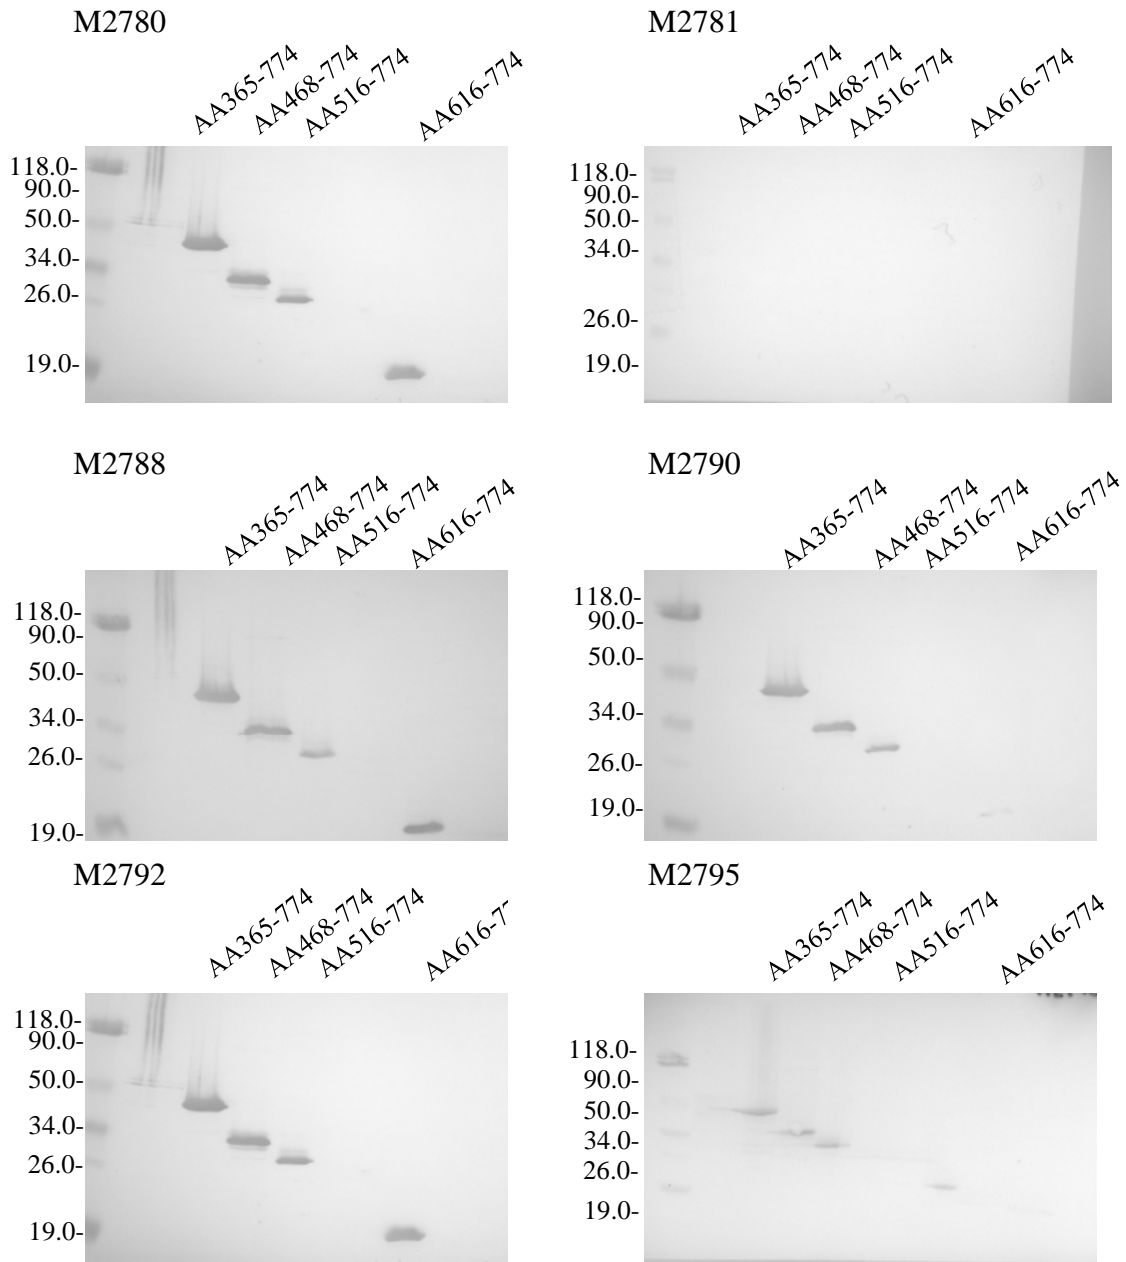 M2780
AA365-774
AA468-774
AA516-774
AA616-774
118.0-
90.0-
50.0-
34.0-
26.0-
19.0-
M2781
AA365-774
AA468-774
AA516-774
AA616-774
118.0-
90.0-
50.0-
34.0-
26.0-
19.0-
M2788
AA365-774
AA468-774
AA516-774
AA616-774
118.0-
90.0-
50.0-
34.0-
26.0-
19.0-
M2790
AA365-774
AA468-774
AA516-774
AA616-774
118.0-
90.0-
50.0-
34.0-
26.0-
19.0-
M2792
AA365-774
AA468-774
AA516-774
AA616-77
118.0-
90.0-
50.0-
34.0-
26.0-
19.0-
M2795
AA365-774
AA468-774
AA516-774
AA616-774
118.0-
90.0-
50.0-
34.0-
26.0-
19.0-